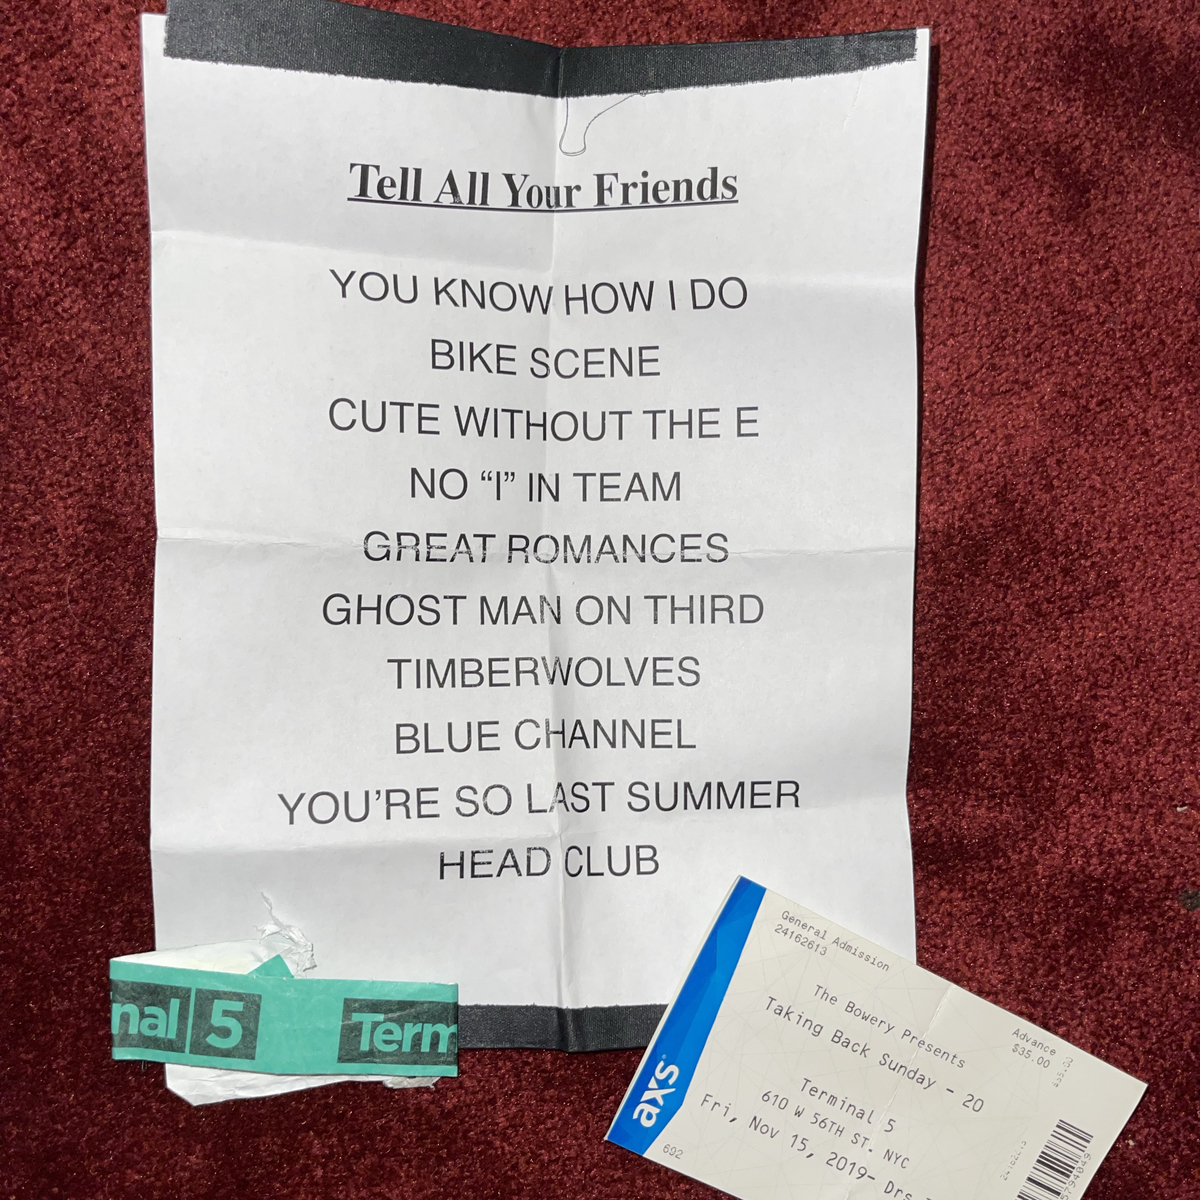 Tell All Your Friends
YOU KNOW HOW I DO
BIKE SCENE
CUTE WITHOUT THE E
NO “I” IN TEAM
GREAT ROMANCES
GHOST MAN ON THIRD
TIMBERWOLVES
BLUE CHANNEL
YOU’RE SO LAST SUMMER
HEAD CLUB
nal 5 Term
axs
General Admission
24162613
The Bowery Presents
Taking Back Sunday - 20
Advance
$35.00
Terminal 5
610 W 56TH ST. NYC
Fri, Nov 15, 2019- Drs
692